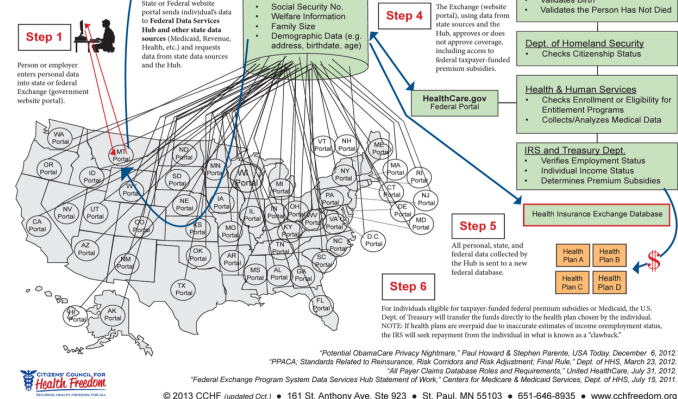 State or Federal website
portal sends individual's data
to Federal Data Services
Hub and other state data
sources (Medicaid, Revenue,
Health, etc.) and requests
data from state data sources
and the Hub.
• Social Security No.
• Welfare Information
• Family Size
• Demographic Data (e.g.
address, birthdate, age)
Step 4
The Exchange (website
portal), using data from
state sources and the
Hub, approves or does
not approve coverage,
including access to
federal taxpayer-funded
premium subsidies.
• Validates the Person Has Not Died
Step 1
Person or employer
enters personal data
into state or federal
Exchange (government
website portal).
Dept. of Homeland Security
• Checks Citizenship Status
HealthCare.gov
Federal Portal
Health & Human Services
• Checks Enrollment or Eligibility for
Entitlement Programs
• Collects/Analyzes Medical Data
IRS and Treasury Dept.
• Verifies Employment Status
• Individual Income Status
• Determines Premium Subsidies
Health Insurance Exchange Database
WA
Portal
OR
Portal
MT
Portal
ID
Portal
WY
ND
Portal
SD
Portal
MN
Portal
WI
Portal
NE
Portal
IA
Portal
NV
Portal
UT
Portal
CA
Portal
CO
Portal
KS
Portal
MO
Portal
AZ
Portal
NM
Portal
OK
Portal
AR
Portal
TX
Portal
MI
Portal
IN
Portal
OH
Portal
KY
Portal
WV
Portal
VA
Portal
TN
Portal
NC
Portal
SC
Portal
MS
Portal
AL
Portal
GA
Portal
FL
Portal
PA
Portal
NY
Portal
VT
Portal
NH
Portal
ME
Portal
MA
Portal
RI
Portal
CT
Portal
NJ
Portal
DE
Portal
MD
Portal
D.C
Portal
HI
Portal
AK
Portal
Step 5
All personal, state, and
federal data collected by
the Hub is sent to a new
federal database.
Health
Plan A
Health
Plan B
Health
Plan C
Health
Plan D
$
Step 6
For individuals eligible for taxpayer-funded federal premium subsidies or Medicaid, the U.S.
Dept. of Treasury will transfer the funds directly to the health plan chosen by the individual.
NOTE: If health plans are overpaid due to inaccurate estimates of income oremployment status,
the IRS will seek repayment from the individual in what is known as a "clawback."
"Potential ObamaCare Privacy Nightmare," Paul Howard & Stephen Parente, USA Today, December 6, 2012.
"PPACA; Standards Related to Reinsurance, Risk Corridors and Risk Adjustment; Final Rule," Dept. of HHS, March 23, 2012.
"All Payer Claims Database Roles and Requirements," United HealthCare, July 31, 2012.
"Federal Exchange Program System Data Services Hub Statement of Work," Centers for Medicare & Medicaid Services, Dept. of HHS, July 15, 2011.
CITIZENS' COUNCIL FOR
Health Freedom
SECURING HEALTH FREEDOM FOR ALL
© 2013 CCHF (updated Oct.) • 161 St. Anthony Ave. Ste 923 • St. Paul, MN 55103 • 651-646-8935 • www.cchfreedom.org